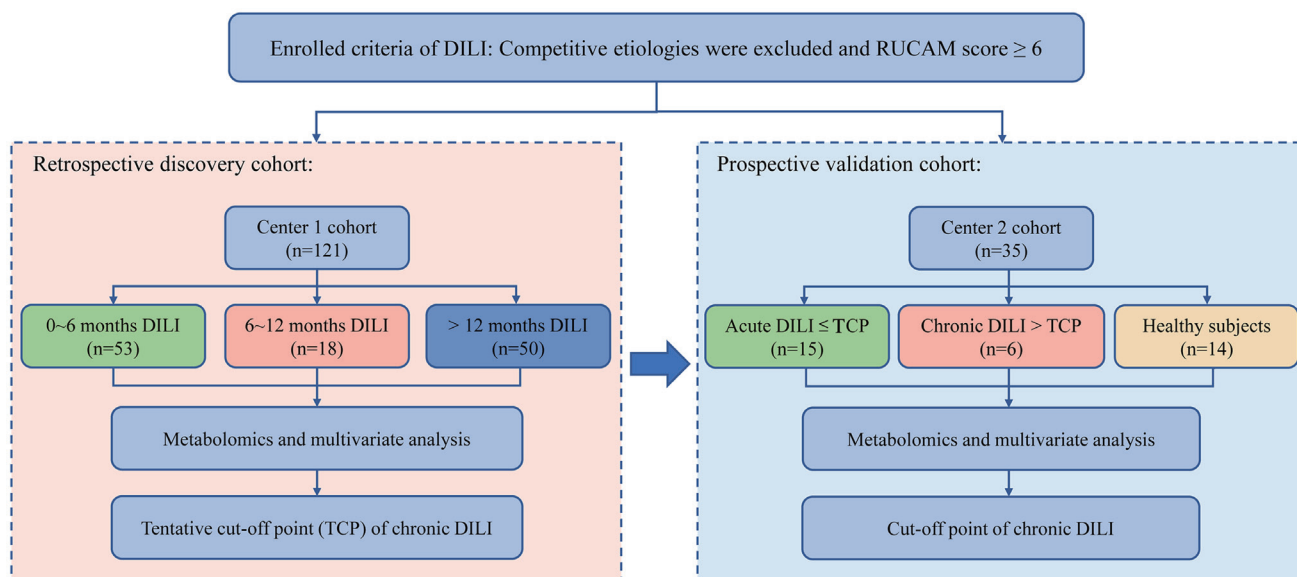 Enrolled criteria of DILI: Competitive etiologies were excluded and RUCAM score ≥ 6
Retrospective discovery cohort:
Center 1 cohort
(n=121)
0~6 months DILI
(n=53)
6~12 months DILI
(n=18)
> 12 months DILI
(n=50)
Metabolomics and multivariate analysis
Tentative cut-off point (TCP) of chronic DILI
Prospective validation cohort:
Center 2 cohort
(n=35)
Acute DILI ≤ TCP
(n=15)
Chronic DILI > TCP
(n=6)
Healthy subjects
(n=14)
Metabolomics and multivariate analysis
Cut-off point of chronic DILI